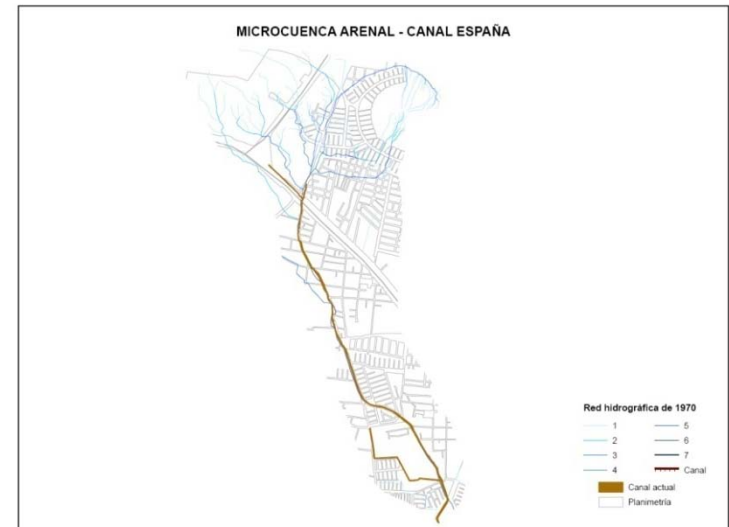 MICROCUENCA ARENAL - CANAL ESPAÑA
Red hidrográfica de 1970
1
2
3
4
5
6
7
Canal
Canal actual
Planimetría